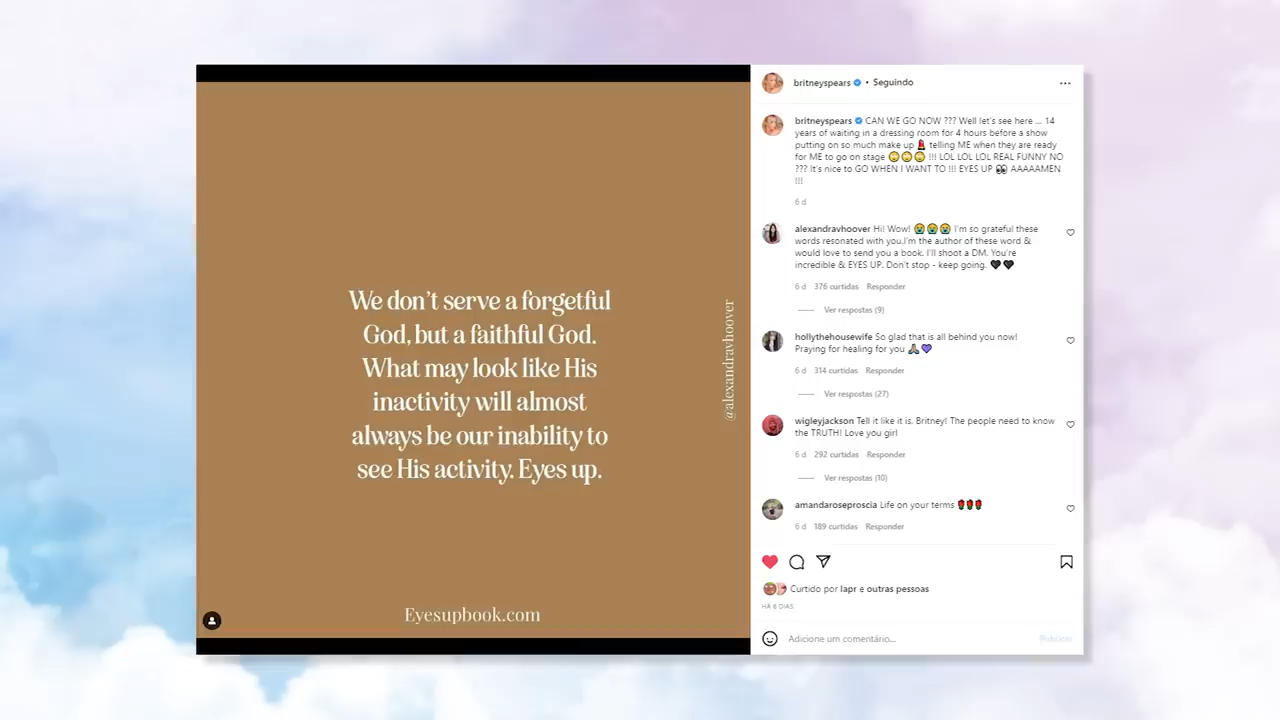 We don't serve a forgetful
God, but a faithful God.
What may look like His
inactivity will almost
always be our inability to
see His activity. Eyes up.
@alexandravhoover
Eyesupbook.com
britneyspears • Seguindo
britneyspears CAN WE GO NOW ??? Well let's see here ... 14
years of waiting in a dressing room for 4 hours before a show
putting on so much make up 💄 telling ME when they are ready
for ME to go on stage 🙄🙄🙄 !!! LOL LOL LOL REAL FUNNY NO
??? It's nice to GO WHEN I WANT TO !!! EYES UP 👀 AAAAAMEN
!!!
6 d
alexandravhoover Hi! Wow! 😭😭😭 I'm so grateful these
words resonated with you.I'm the author of these word &
would love to send you a book. I'll shoot a DM. You're
incredible & EYES UP. Don't stop - keep going. 🖤🖤
6 d 376 curtidas Responder
Ver respostas (9)
hollythehousewife So glad that is all behind you now!
Praying for healing for you 🙏🏽💜
6 d 314 curtidas Responder
Ver respostas (27)
wigleyjackson Tell it like it is, Britney! The people need to know
the TRUTH! Love you girl
6 d 292 curtidas Responder
Ver respostas (10)
amandaroseproscia Life on your terms 🌹🌹🌹
6 d 189 curtidas Responder
Curtido por lapr e outras pessoas
HÁ 6 DIAS
Adicione um comentário...
Publicar